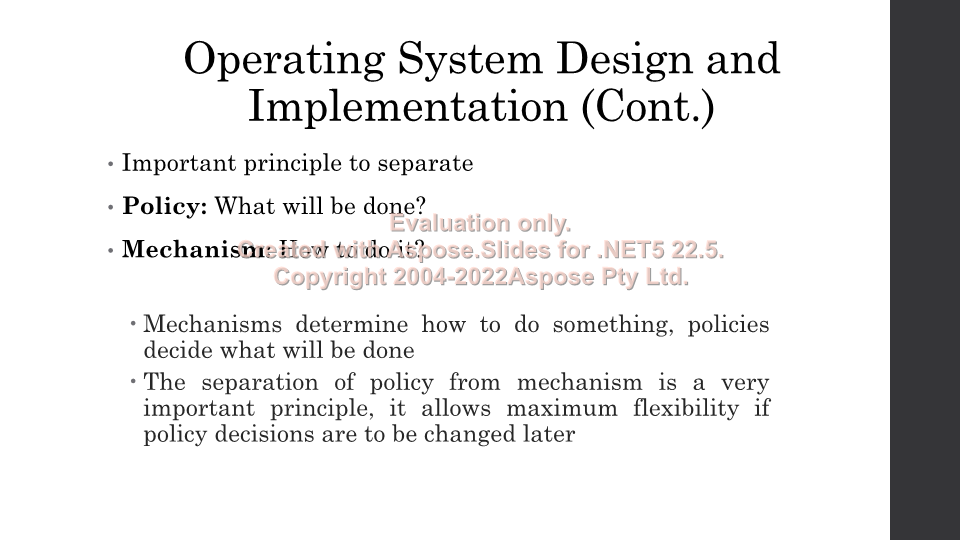 Operating System Design and
Implementation (Cont.)
• Important principle to separate
• Policy: What will be done?
• Mechanism: How to do it?
Evaluation only.
Created with Aspose.Slides for .NET5 22.5.
Copyright 2004-2022Aspose Pty Ltd.
• Mechanisms determine how to do something, policies
decide what will be done
• The separation of policy from mechanism is a very
important principle, it allows maximum flexibility if
policy decisions are to be changed later